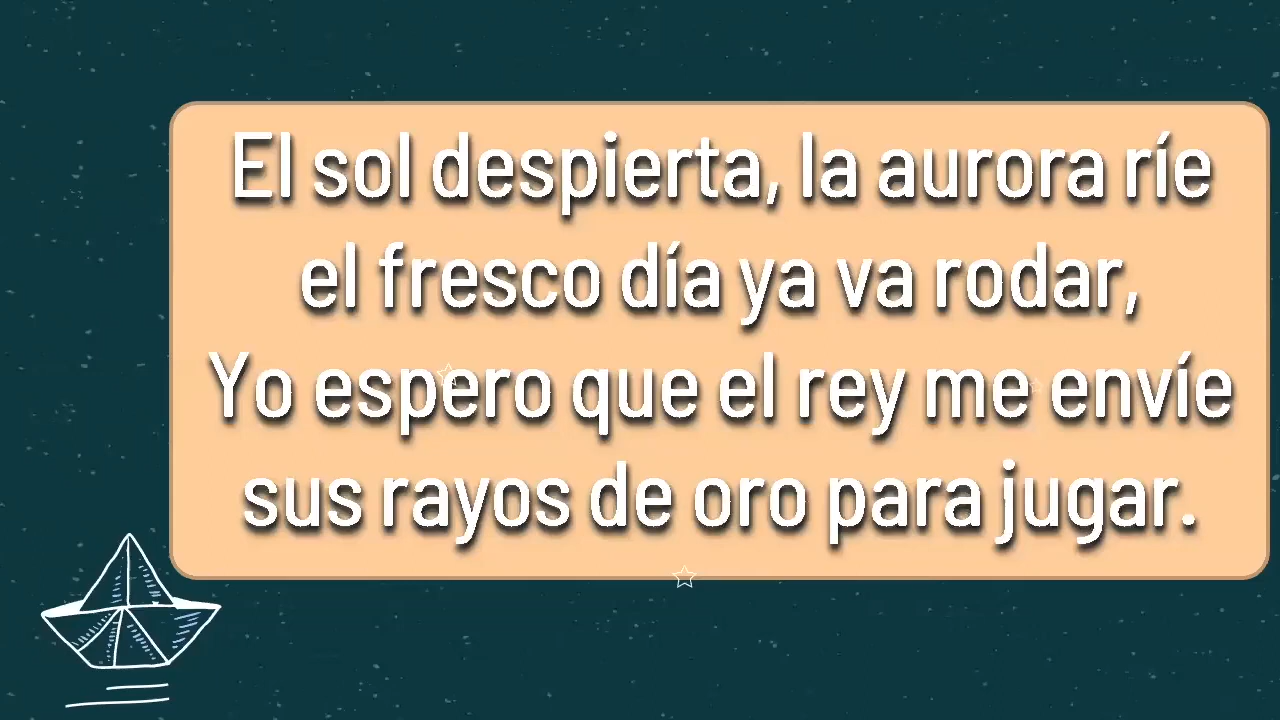 El sol despierta, la aurora ríe
el fresco día ya va rodar,
Yo espero que el rey me envíe
sus rayos de oro para jugar.